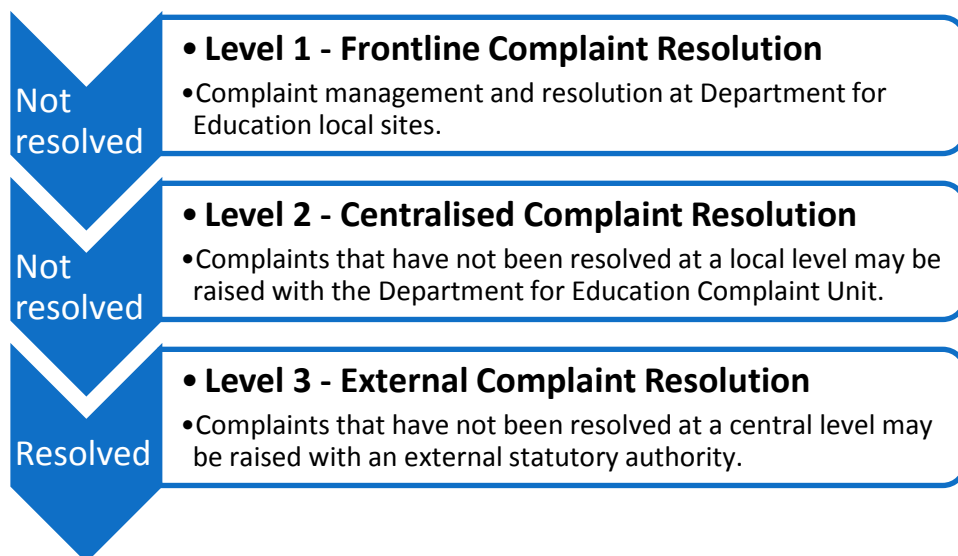 Not
resolved
• Level 1 - Frontline Complaint Resolution
•Complaint management and resolution at Department for
Education local sites.
Not
resolved
• Level 2 - Centralised Complaint Resolution
•Complaints that have not been resolved at a local level may be
raised with the Department for Education Complaint Unit.
Resolved
• Level 3 - External Complaint Resolution
•Complaints that have not been resolved at a central level may
be raised with an external statutory authority.